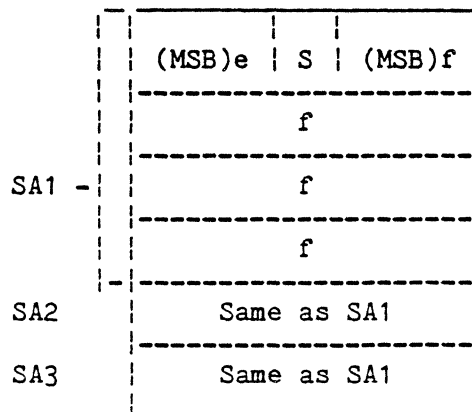 (MSB)e | S | (MSB)f
f
SA1 - f
f
SA2 Same as SA1
SA3 Same as SA1